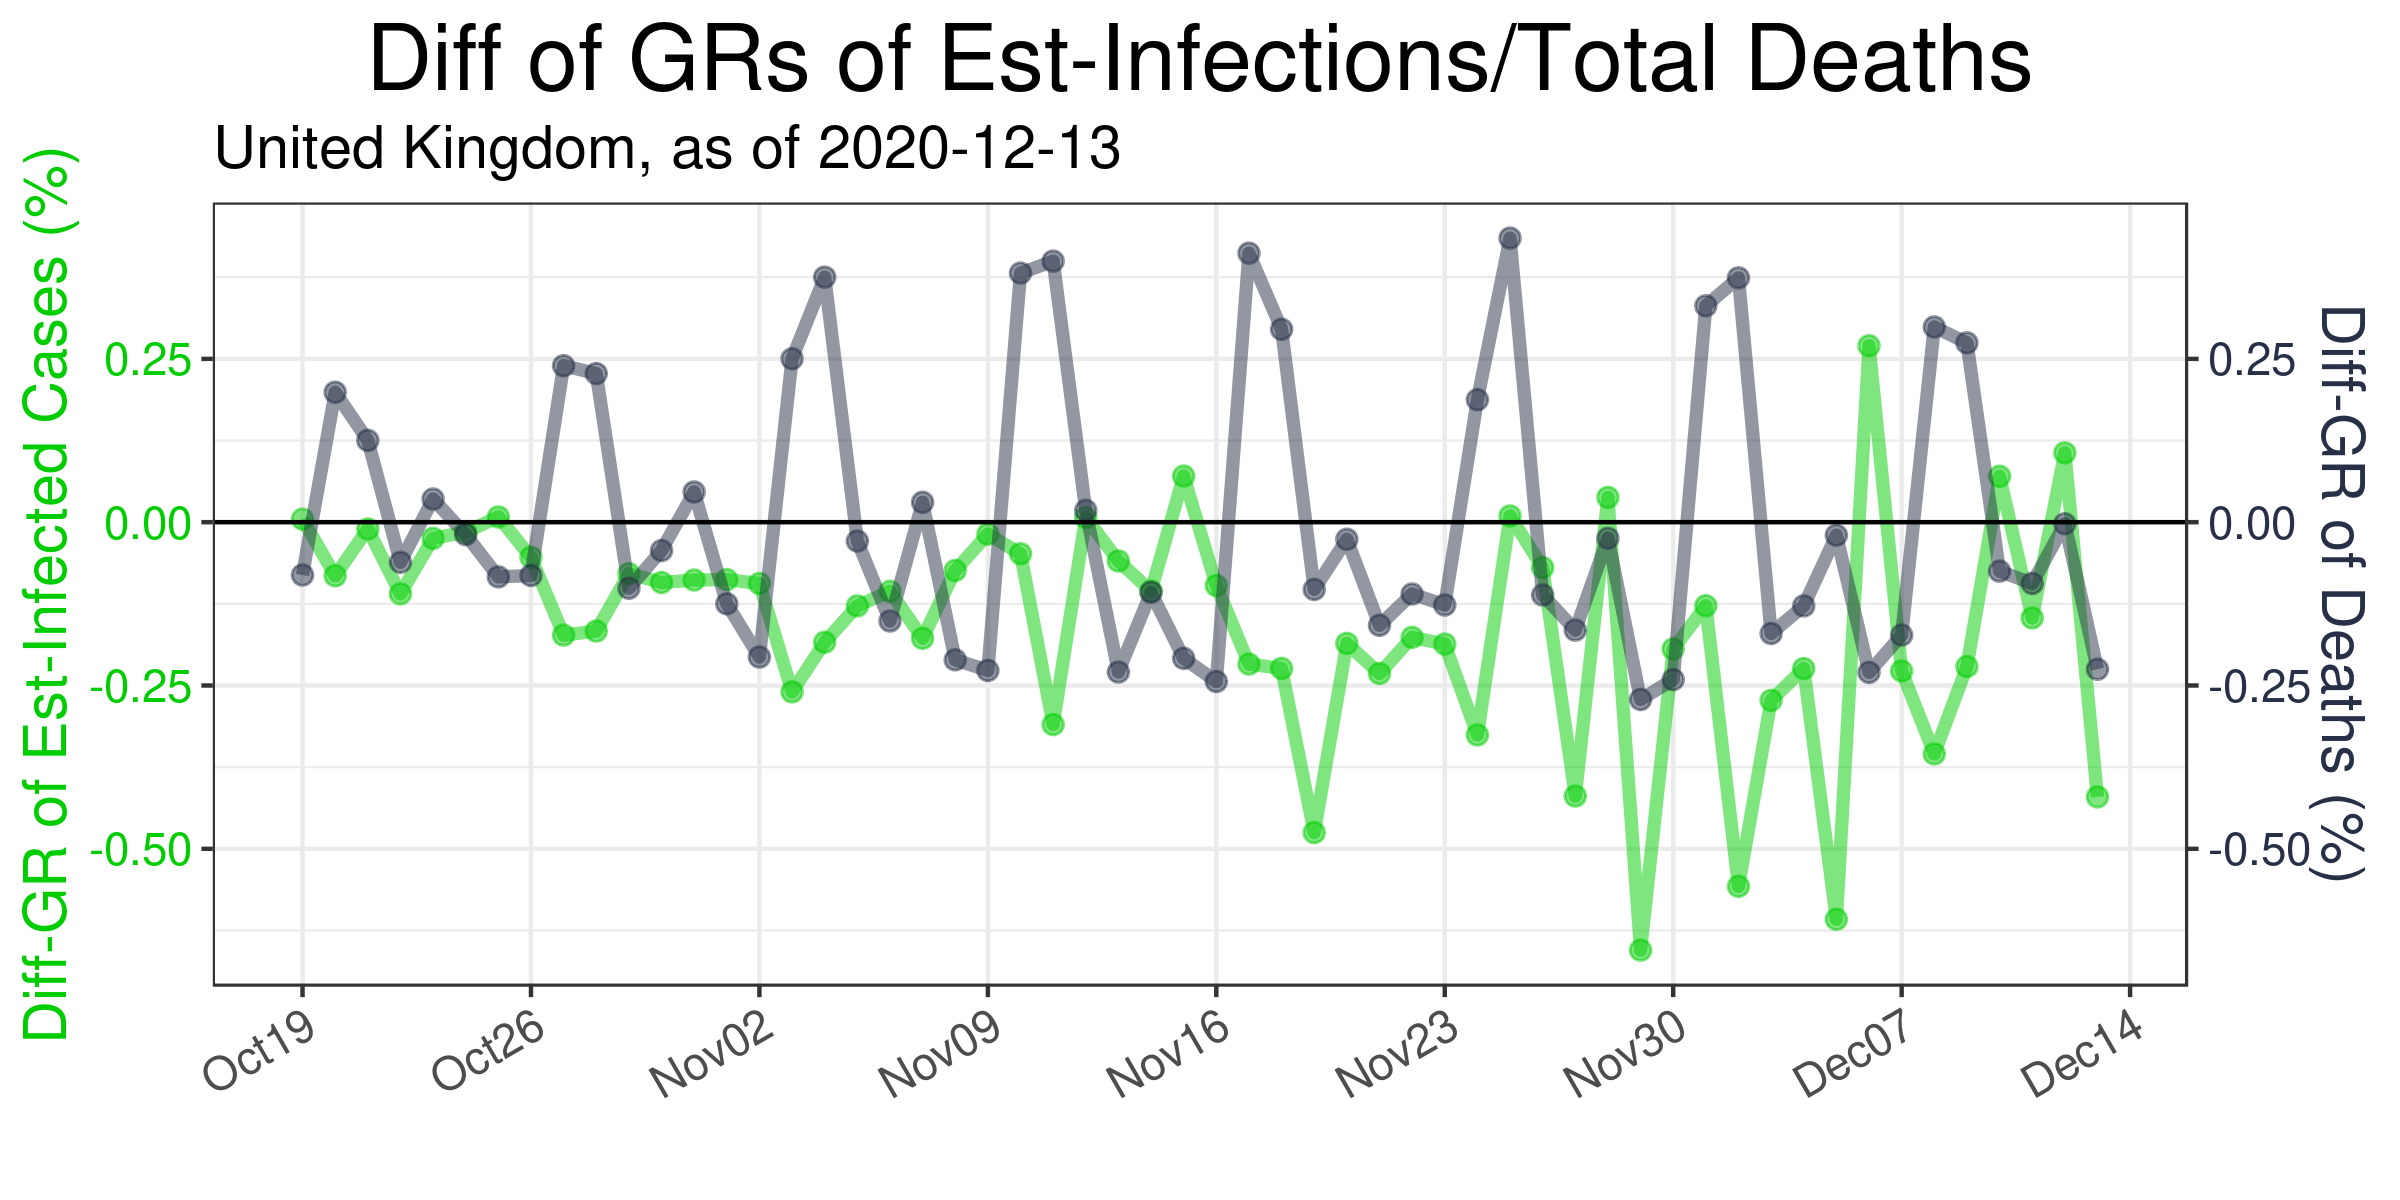 Diff of GRs of Est-Infections/Total Deaths
United Kingdom, as of 2020-12-13
Diff-GR of Est-Infected Cases (%)
0.25
0.00
-0.25
-0.50
0.25
0.00
-0.25
-0.50
Diff-GR of Deaths (%)
Oct19
Oct26
Nov02
Nov09
Nov16
Nov23
Nov30
Dec07
Dec14